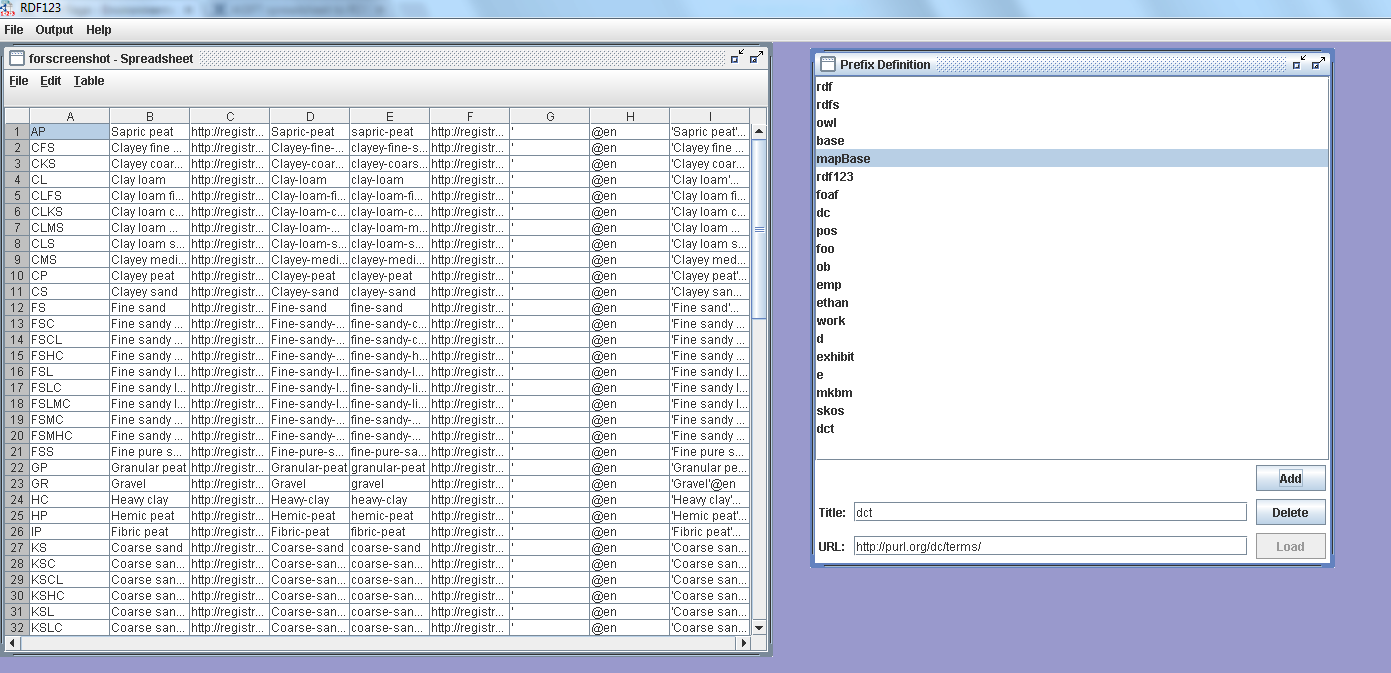 RDF123
File Output Help
forscreenshot - Spreadsheet
File Edit Table
A B C D E F G H I
1 AP Sapric peat http://registr... Sapric-peat sapric-peat http://registr... ' @en 'Sapric peat'...
2 CFS Clayey fine ... http://registr... Clayey-fine-... clayey-fine-s... http://registr... ' @en 'Clayey fine ...
3 CKS Clayey coar... http://registr... Clayey-coar... clayey-coars... http://registr... ' @en 'Clayey coar...
4 CL Clay loam http://registr... Clay-loam clay-loam http://registr... ' @en 'Clay loam'...
5 CLFS Clay loam fi... http://registr... Clay-loam-fi... clay-loam-fi... http://registr... ' @en 'Clay loam fi...
6 CLKS Clay loam c... http://registr... Clay-loam-c... clay-loam-c... http://registr... ' @en 'Clay loam c...
7 CLMS Clay loam ... http://registr... Clay-loam-... clay-loam-m... http://registr... ' @en 'Clay loam ...
8 CLS Clay loam s... http://registr... Clay-loam-s... clay-loam-s... http://registr... ' @en 'Clay loam s...
9 CMS Clayey medi... http://registr... Clayey-medi... clayey-medi... http://registr... ' @en 'Clayey med...
10 CP Clayey peat http://registr... Clayey-peat clayey-peat http://registr... ' @en 'Clayey peat'...
11 CS Clayey sand http://registr... Clayey-sand clayey-sand http://registr... ' @en 'Clayey san...
12 FS Fine sand http://registr... Fine-sand fine-sand http://registr... ' @en 'Fine sand'...
13 FSC Fine sandy ... http://registr... Fine-sandy-... fine-sandy-c... http://registr... ' @en 'Fine sandy ...
14 FSCL Fine sandy ... http://registr... Fine-sandy-... fine-sandy-c... http://registr... ' @en 'Fine sandy ...
15 FSHC Fine sandy ... http://registr... Fine-sandy-... fine-sandy-h... http://registr... ' @en 'Fine sandy ...
16 FSL Fine sandy l... http://registr... Fine-sandy-l... fine-sandy-l... http://registr... ' @en 'Fine sandy l...
17 FSLC Fine sandy l... http://registr... Fine-sandy-l... fine-sandy-li... http://registr... ' @en 'Fine sandy l...
18 FSLMC Fine sandy l... http://registr... Fine-sandy-l... fine-sandy-li... http://registr... ' @en 'Fine sandy l...
19 FSMC Fine sandy ... http://registr... Fine-sandy-... fine-sandy-... http://registr... ' @en 'Fine sandy ...
20 FSMHC Fine sandy ... http://registr... Fine-sandy-... fine-sandy-... http://registr... ' @en 'Fine sandy ...
21 FSS Fine pure s... http://registr... Fine-pure-s... fine-pure-sa... http://registr... ' @en 'Fine pure s...
22 GP Granular peat http://registr... Granular-peat granular-peat http://registr... ' @en 'Granular pe...
23 GR Gravel http://registr... Gravel gravel http://registr... ' @en 'Gravel'@en
24 HC Heavy clay http://registr... Heavy-clay heavy-clay http://registr... ' @en 'Heavy clay'...
25 HP Hemic peat http://registr... Hemic-peat hemic-peat http://registr... ' @en 'Hemic peat'...
26 IP Fibric peat http://registr... Fibric-peat fibric-peat http://registr... ' @en 'Fibric peat'...
27 KS Coarse sand http://registr... Coarse-sand coarse-sand http://registr... ' @en 'Coarse san...
28 KSC Coarse san... http://registr... Coarse-san... coarse-san... http://registr... ' @en 'Coarse san...
29 KSCL Coarse san... http://registr... Coarse-san... coarse-san... http://registr... ' @en 'Coarse san...
30 KSHC Coarse san... http://registr... Coarse-san... coarse-san... http://registr... ' @en 'Coarse san...
31 KSL Coarse san... http://registr... Coarse-san... coarse-san... http://registr... ' @en 'Coarse san...
32 KSLC Coarse san... http://registr... Coarse-san... coarse-san... http://registr... ' @en 'Coarse san...
Prefix Definition
rdf
rdfs
owl
base
mapBase
rdf123
foaf
dc
pos
foo
ob
emp
ethan
work
d
exhibit
e
mkbm
skos
dct
Add
Title: dct Delete
URL: http://purl.org/dc/terms/ Load